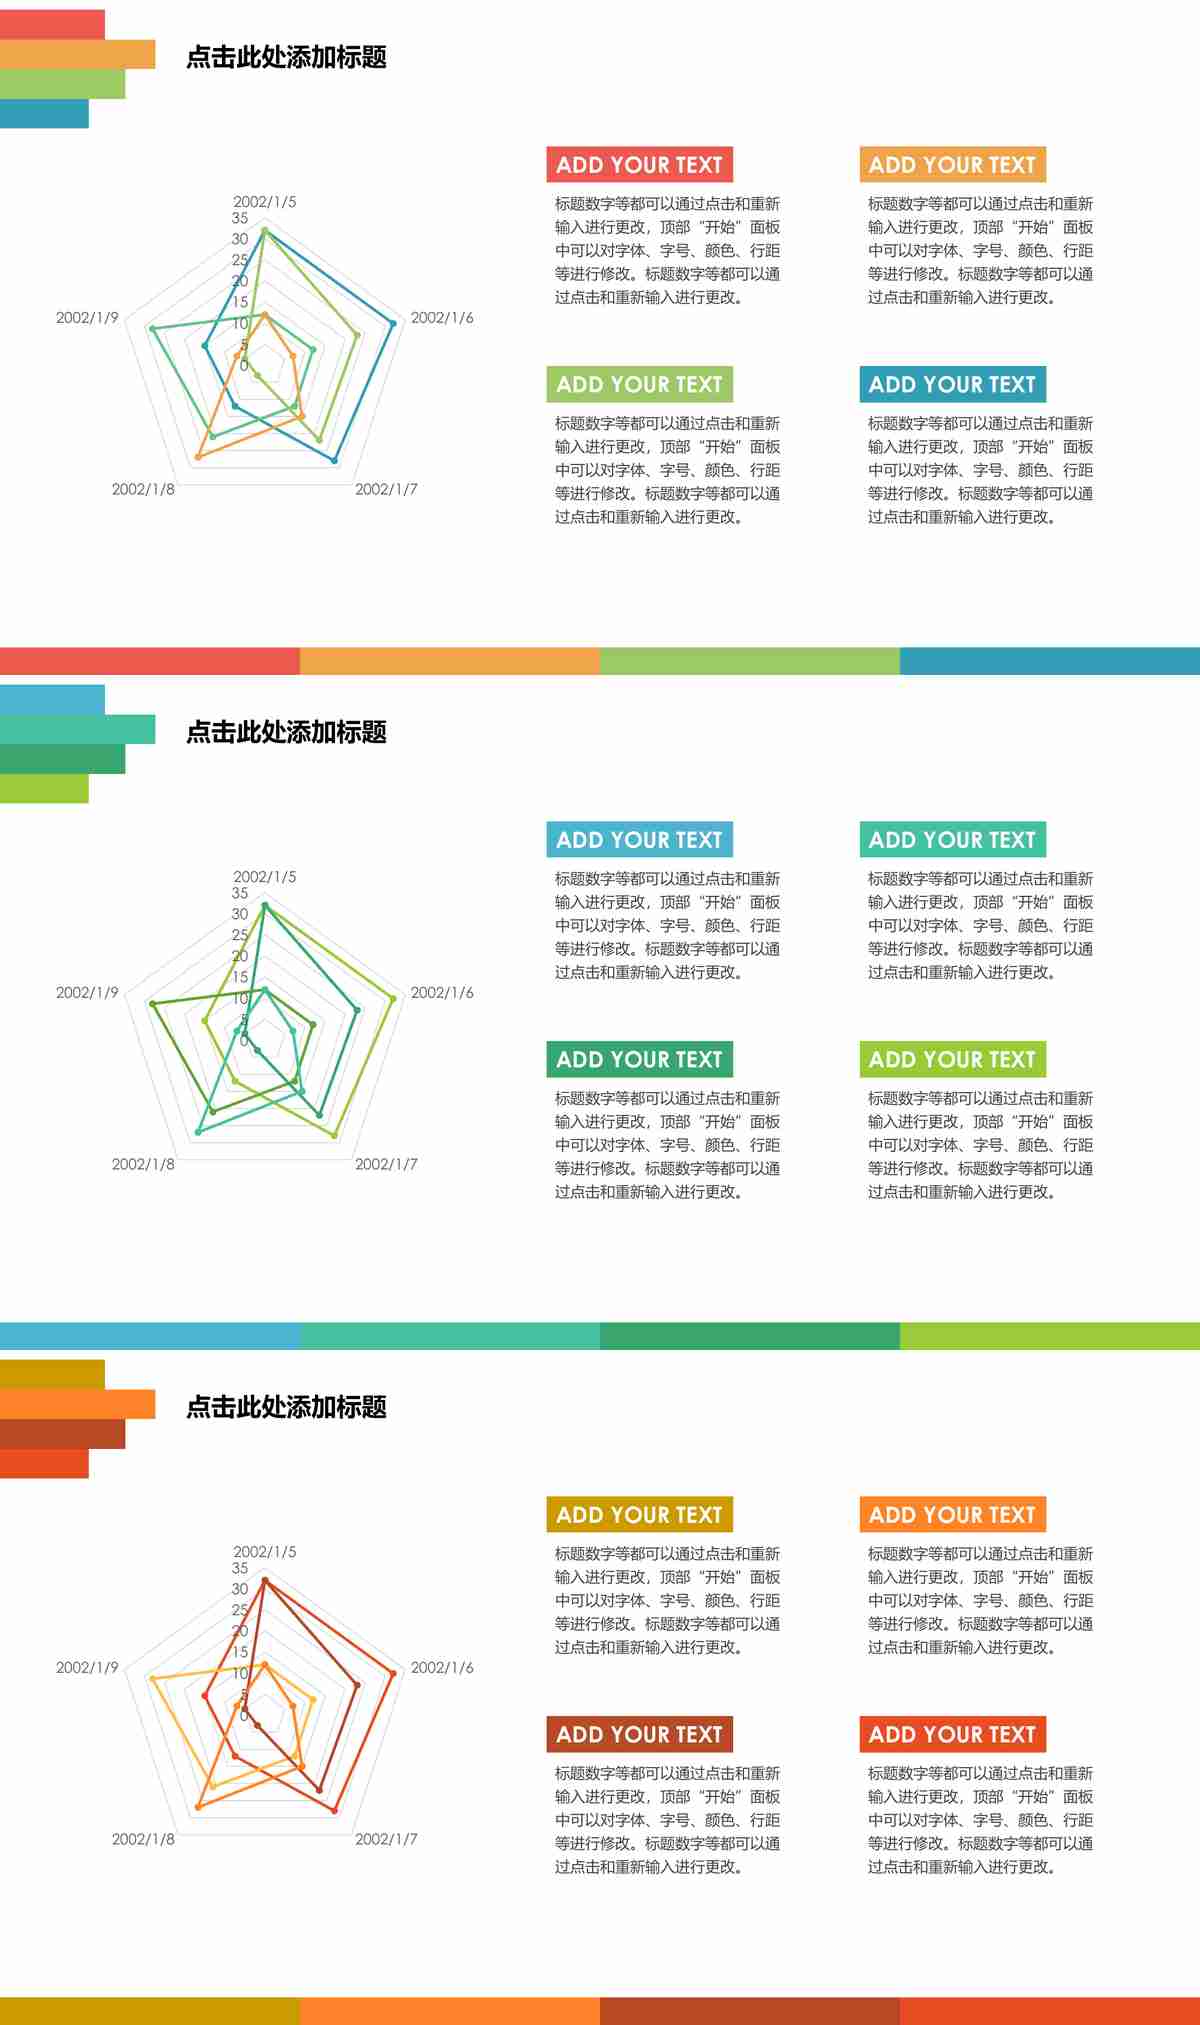 点击此处添加标题
2002/1/5
35
30
25
20
15
10
5
0
2002/1/6
2002/1/7
2002/1/8
2002/1/9
ADD YOUR TEXT
标题数字等都可以通过点击和重新
输入进行更改，顶部“开始”面板
中可以对字体、字号、颜色、行距
等进行修改。标题数字等都可以通
过点击和重新输入进行更改。
ADD YOUR TEXT
标题数字等都可以通过点击和重新
输入进行更改，顶部“开始”面板
中可以对字体、字号、颜色、行距
等进行修改。标题数字等都可以通
过点击和重新输入进行更改。
ADD YOUR TEXT
标题数字等都可以通过点击和重新
输入进行更改，顶部“开始”面板
中可以对字体、字号、颜色、行距
等进行修改。标题数字等都可以通
过点击和重新输入进行更改。
ADD YOUR TEXT
标题数字等都可以通过点击和重新
输入进行更改，顶部“开始”面板
中可以对字体、字号、颜色、行距
等进行修改。标题数字等都可以通
过点击和重新输入进行更改。
点击此处添加标题
2002/1/5
35
30
25
20
15
10
5
0
2002/1/6
2002/1/7
2002/1/8
2002/1/9
ADD YOUR TEXT
标题数字等都可以通过点击和重新
输入进行更改，顶部“开始”面板
中可以对字体、字号、颜色、行距
等进行修改。标题数字等都可以通
过点击和重新输入进行更改。
ADD YOUR TEXT
标题数字等都可以通过点击和重新
输入进行更改，顶部“开始”面板
中可以对字体、字号、颜色、行距
等进行修改。标题数字等都可以通
过点击和重新输入进行更改。
ADD YOUR TEXT
标题数字等都可以通过点击和重新
输入进行更改，顶部“开始”面板
中可以对字体、字号、颜色、行距
等进行修改。标题数字等都可以通
过点击和重新输入进行更改。
ADD YOUR TEXT
标题数字等都可以通过点击和重新
输入进行更改，顶部“开始”面板
中可以对字体、字号、颜色、行距
等进行修改。标题数字等都可以通
过点击和重新输入进行更改。
点击此处添加标题
2002/1/5
35
30
25
20
15
10
5
0
2002/1/6
2002/1/7
2002/1/8
2002/1/9
ADD YOUR TEXT
标题数字等都可以通过点击和重新
输入进行更改，顶部“开始”面板
中可以对字体、字号、颜色、行距
等进行修改。标题数字等都可以通
过点击和重新输入进行更改。
ADD YOUR TEXT
标题数字等都可以通过点击和重新
输入进行更改，顶部“开始”面板
中可以对字体、字号、颜色、行距
等进行修改。标题数字等都可以通
过点击和重新输入进行更改。
ADD YOUR TEXT
标题数字等都可以通过点击和重新
输入进行更改，顶部“开始”面板
中可以对字体、字号、颜色、行距
等进行修改。标题数字等都可以通
过点击和重新输入进行更改。
ADD YOUR TEXT
标题数字等都可以通过点击和重新
输入进行更改，顶部“开始”面板
中可以对字体、字号、颜色、行距
等进行修改。标题数字等都可以通
过点击和重新输入进行更改。